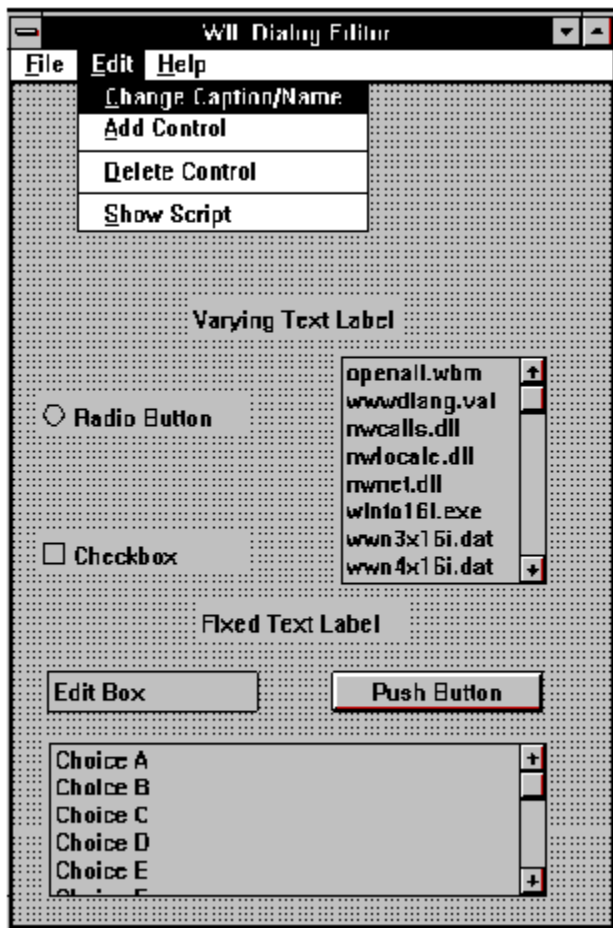 WIL Dialog Editor
File Edit Help
Change Caption/Name
Add Control
Delete Control
Show Script
Varying Text Label
openall.wbm
wwwdlang.val
nwcalls.dll
nwlocale.dll
nwnet.dll
winfo16i.exe
wwn3x16i.dat
wwn4x16i.dat
Radio Button
Checkbox
Fixed Text Label
Edit Box
Push Button
Choice A
Choice B
Choice C
Choice D
Choice E